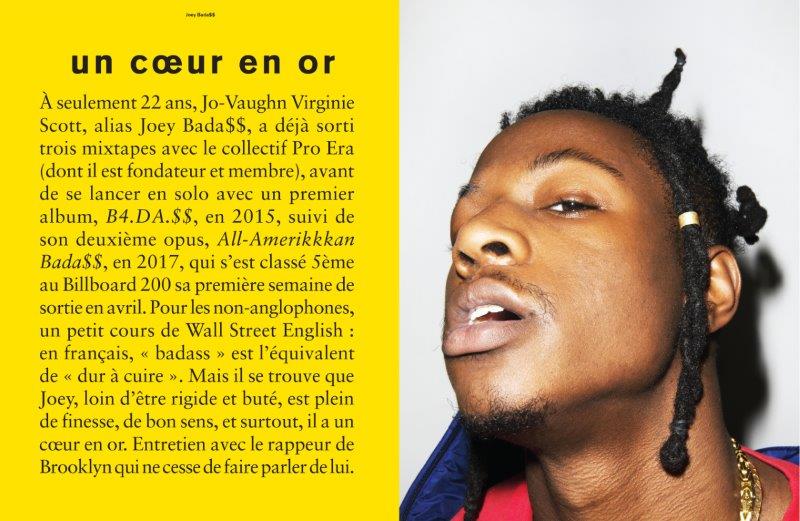 Joey Bada$$
un cœur en or
À seulement 22 ans, Jo-Vaughn Virginie
Scott, alias Joey Bada$$, a déjà sorti
trois mixtapes avec le collectif Pro Era
(dont il est fondateur et membre), avant
de se lancer en solo avec un premier
album, B4.DA.$$, en 2015, suivi de
son deuxième opus, All-Amerikkkan
Bada$$, en 2017, qui s’est classé 5ème
au Billboard 200 sa première semaine de
sortie en avril. Pour les non-anglophones,
un petit cours de Wall Street English :
en français, « badass » est l’équivalent
de « dur à cuire ». Mais il se trouve que
Joey, loin d’être rigide et buté, est plein
de finesse, de bon sens, et surtout, il a un
cœur en or. Entretien avec le rappeur de
Brooklyn qui ne cesse de faire parler de lui.